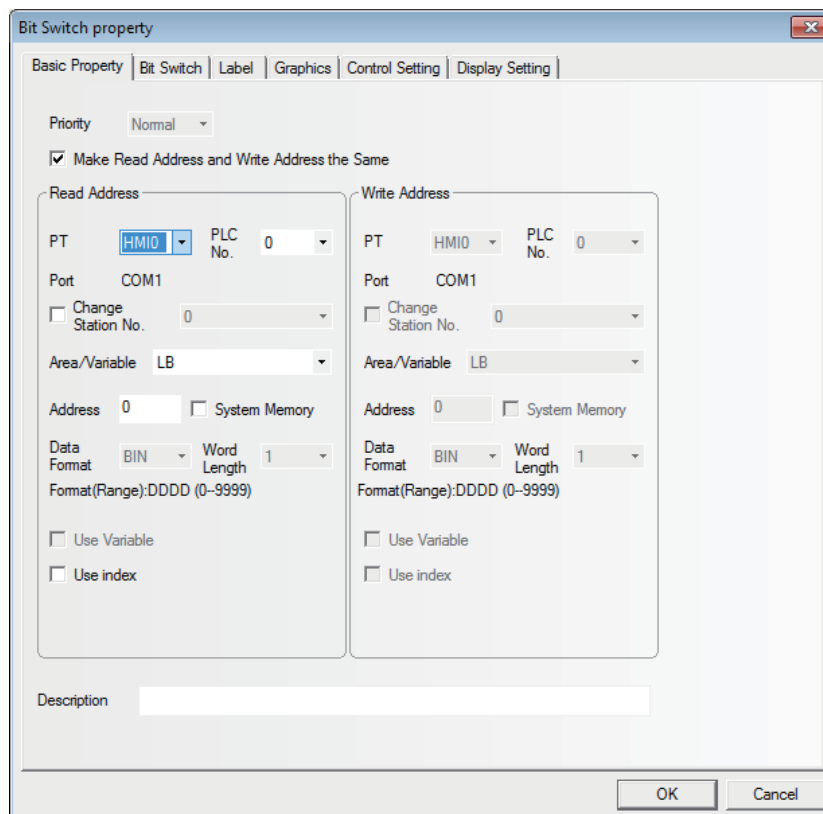 Bit Switch property
Basic Property Bit Switch Label Graphics Control Setting Display Setting
Priority Normal
Make Read Address and Write Address the Same
Read Address
PT HMI0 PLC No. 0
Port COM1
Change Station No. 0
Area/Variable LB
Address 0 System Memory
Data Format BIN Word Length 1
Format(Range):DDDD (0--9999)
Use Variable
Use index
Write Address
PT HMI0 PLC No. 0
Port COM1
Change Station No. 0
Area/Variable LB
Address 0 System Memory
Data Format BIN Word Length 1
Format(Range):DDDD (0--9999)
Use Variable
Use index
Description
OK Cancel